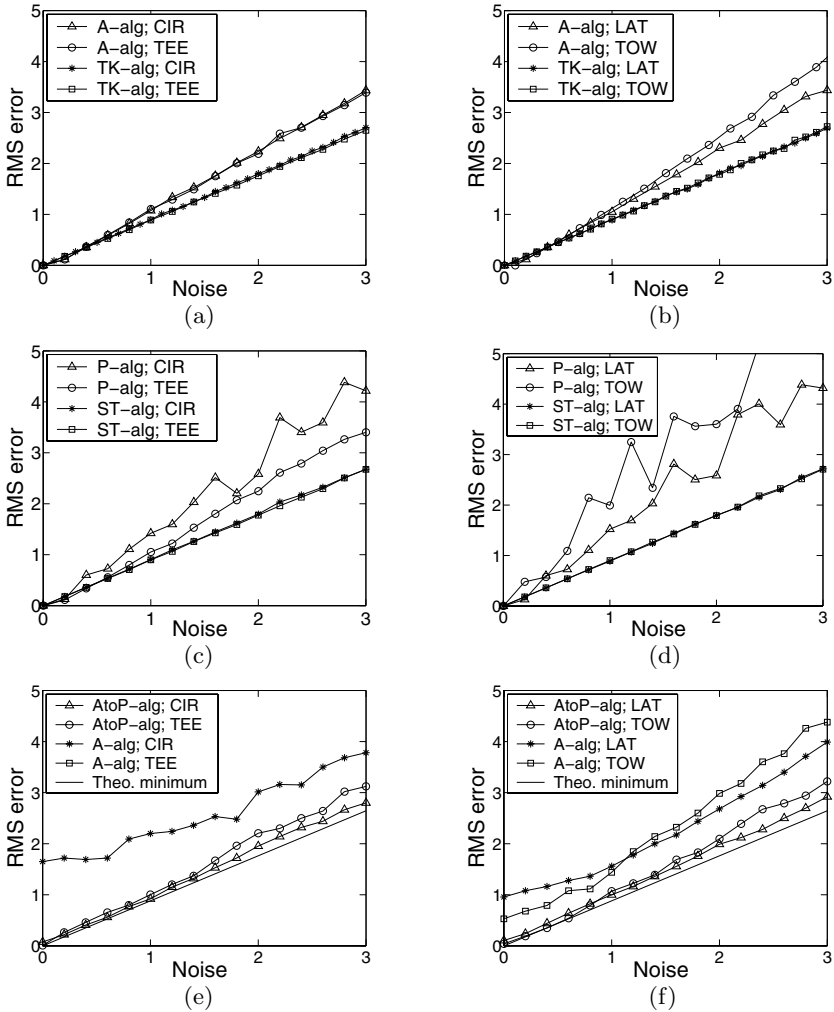 5
4
3
2
1
0
0
1
2
3
RMS error
Noise
A−alg; CIR
A−alg; TEE
TK−alg; CIR
TK−alg; TEE
(a)
5
4
3
2
1
0
0
1
2
3
RMS error
Noise
A−alg; LAT
A−alg; TOW
TK−alg; LAT
TK−alg; TOW
(b)
5
4
3
2
1
0
0
1
2
3
RMS error
Noise
P−alg; CIR
P−alg; TEE
ST−alg; CIR
ST−alg; TEE
(c)
5
4
3
2
1
0
0
1
2
3
RMS error
Noise
P−alg; LAT
P−alg; TOW
ST−alg; LAT
ST−alg; TOW
(d)
5
4
3
2
1
0
0
1
2
3
RMS error
Noise
AtoP−alg; CIR
AtoP−alg; TEE
A−alg; CIR
A−alg; TEE
Theo. minimum
(e)
5
4
3
2
1
0
0
1
2
3
RMS error
Noise
AtoP−alg; LAT
AtoP−alg; TOW
A−alg; LAT
A−alg; TOW
Theo. minimum
(f)